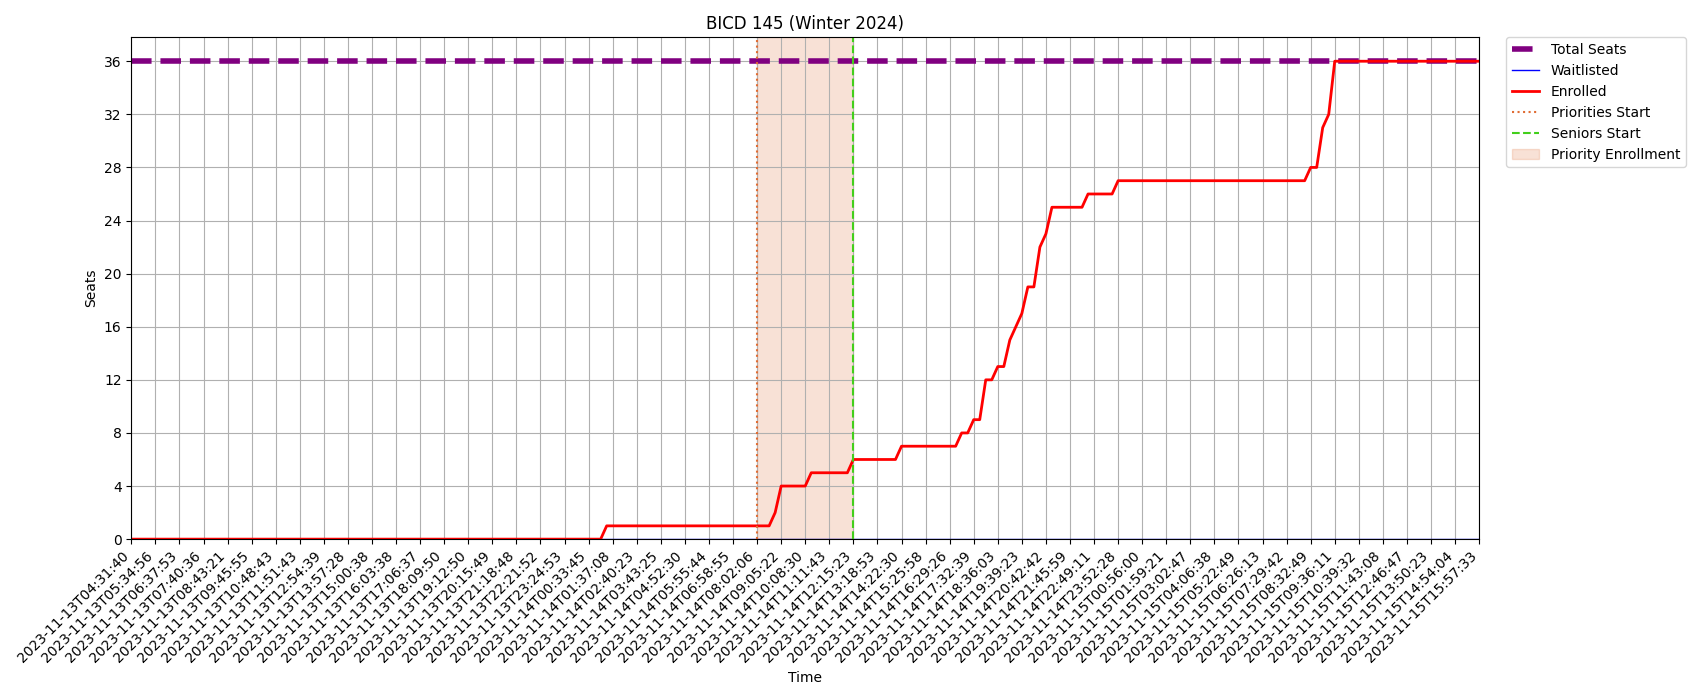 BICD 145 (Winter 2024)
Total Seats
Waitlisted
Enrolled
Priorities Start
Seniors Start
Priority Enrollment
Seats
36
32
28
24
20
16
12
8
4
0
2023-11-13T04:31:40
2023-11-13T05:34:56
2023-11-13T06:37:53
2023-11-13T07:40:36
2023-11-13T08:43:21
2023-11-13T09:45:55
2023-11-13T10:48:43
2023-11-13T11:51:43
2023-11-13T12:54:39
2023-11-13T13:57:28
2023-11-13T15:00:38
2023-11-13T16:03:38
2023-11-13T17:06:37
2023-11-13T18:09:50
2023-11-13T19:12:50
2023-11-13T20:15:49
2023-11-13T21:18:48
2023-11-13T22:21:52
2023-11-13T23:24:53
2023-11-14T00:33:45
2023-11-14T01:37:08
2023-11-14T02:40:23
2023-11-14T03:43:25
2023-11-14T04:52:30
2023-11-14T05:55:44
2023-11-14T06:58:55
2023-11-14T08:02:06
2023-11-14T09:05:22
2023-11-14T10:08:30
2023-11-14T11:11:43
2023-11-14T12:15:23
2023-11-14T13:18:53
2023-11-14T14:22:30
2023-11-14T15:25:58
2023-11-14T16:29:26
2023-11-14T17:32:39
2023-11-14T18:36:03
2023-11-14T19:39:23
2023-11-14T20:42:42
2023-11-14T21:45:59
2023-11-14T22:49:11
2023-11-14T23:52:28
2023-11-15T00:56:00
2023-11-15T01:59:21
2023-11-15T03:02:47
2023-11-15T04:06:38
2023-11-15T05:22:49
2023-11-15T06:26:13
2023-11-15T07:29:42
2023-11-15T08:32:49
2023-11-15T09:36:11
2023-11-15T10:39:32
2023-11-15T11:43:08
2023-11-15T12:46:47
2023-11-15T13:50:23
2023-11-15T14:54:04
2023-11-15T15:57:33
Time